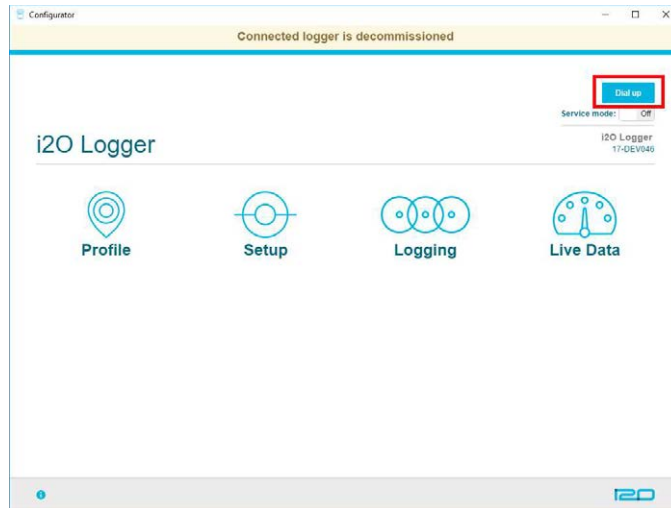 Configurator
Connected logger is decommissioned
Dial up
Service mode: Off
i2O Logger
i2O Logger
17-DEV046
Profile
Setup
Logging
Live Data
i2O